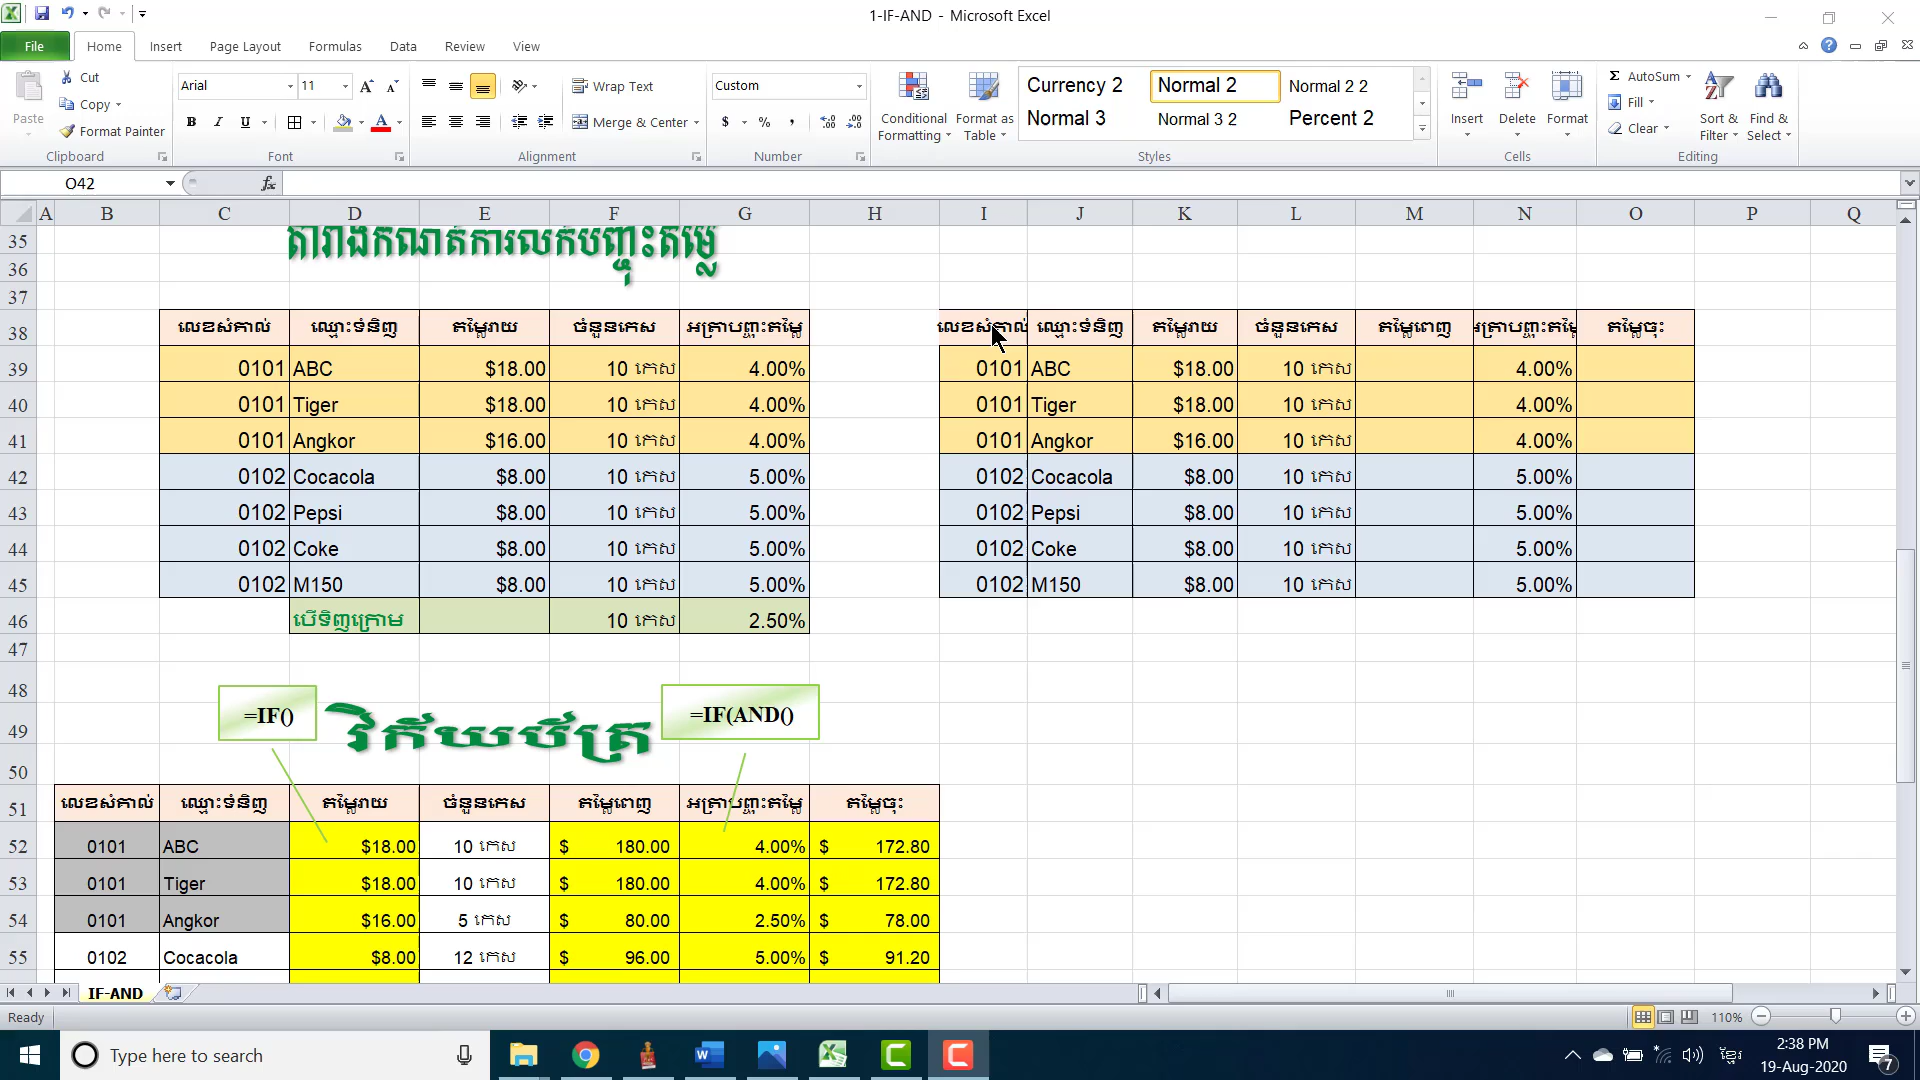 1-IF-AND - Microsoft Excel
File Home Insert Page Layout Formulas Data Review View
Paste Cut Copy Format Painter Clipboard
Arial 11 B I U Font
Wrap Text Merge & Center Alignment
Custom $ % , Number
Conditional Formatting Format as Table
Currency 2 Normal 2 Normal 2 2
Normal 3 Normal 3 2 Percent 2
Styles
Insert Delete Format Cells
Σ AutoSum Fill Clear Sort & Filter Find & Select Editing
O42 fx
A B C D E F G H I J K L M N O P Q
35 តារាងកំណត់ការលក់បញ្ចុះតម្លៃ
36
37
38 លេខសំគាល់ ឈ្មោះទំនិញ តម្លៃរាយ ចំនួនកេស អត្រាបញ្ចុះតម្លៃ លេខសំគាល់ ឈ្មោះទំនិញ តម្លៃរាយ ចំនួនកេស តម្លៃពេញ តម្លៃចុះ
39 0101 ABC $18.00 10 កេស 4.00% 0101 ABC $18.00 10 កេស 4.00%
40 0101 Tiger $18.00 10 កេស 4.00% 0101 Tiger $18.00 10 កេស 4.00%
41 0101 Angkor $16.00 10 កេស 4.00% 0101 Angkor $16.00 10 កេស 4.00%
42 0102 Cocacola $8.00 10 កេស 5.00% 0102 Cocacola $8.00 10 កេស 5.00%
43 0102 Pepsi $8.00 10 កេស 5.00% 0102 Pepsi $8.00 10 កេស 5.00%
44 0102 Coke $8.00 10 កេស 5.00% 0102 Coke $8.00 10 កេស 5.00%
45 0102 M150 $8.00 10 កេស 5.00% 0102 M150 $8.00 10 កេស 5.00%
46 បើទិញក្រោម 10 កេស 2.50%
47
48
=IF() វិក័យប័ត្រ =IF(AND()
49
50
51 លេខសំគាល់ ឈ្មោះទំនិញ តម្លៃរាយ ចំនួនកេស តម្លៃពេញ អត្រាបញ្ចុះតម្លៃ តម្លៃចុះ
52 0101 ABC $18.00 10 កេស $ 180.00 4.00% $ 172.80
53 0101 Tiger $18.00 10 កេស $ 180.00 4.00% $ 172.80
54 0101 Angkor $16.00 5 កេស $ 80.00 2.50% $ 78.00
55 0102 Cocacola $8.00 12 កេស $ 96.00 5.00% $ 91.20
IF-AND
Ready 110%
Type here to search
ខ្មែរ 2:38 PM
19-Aug-2020 7